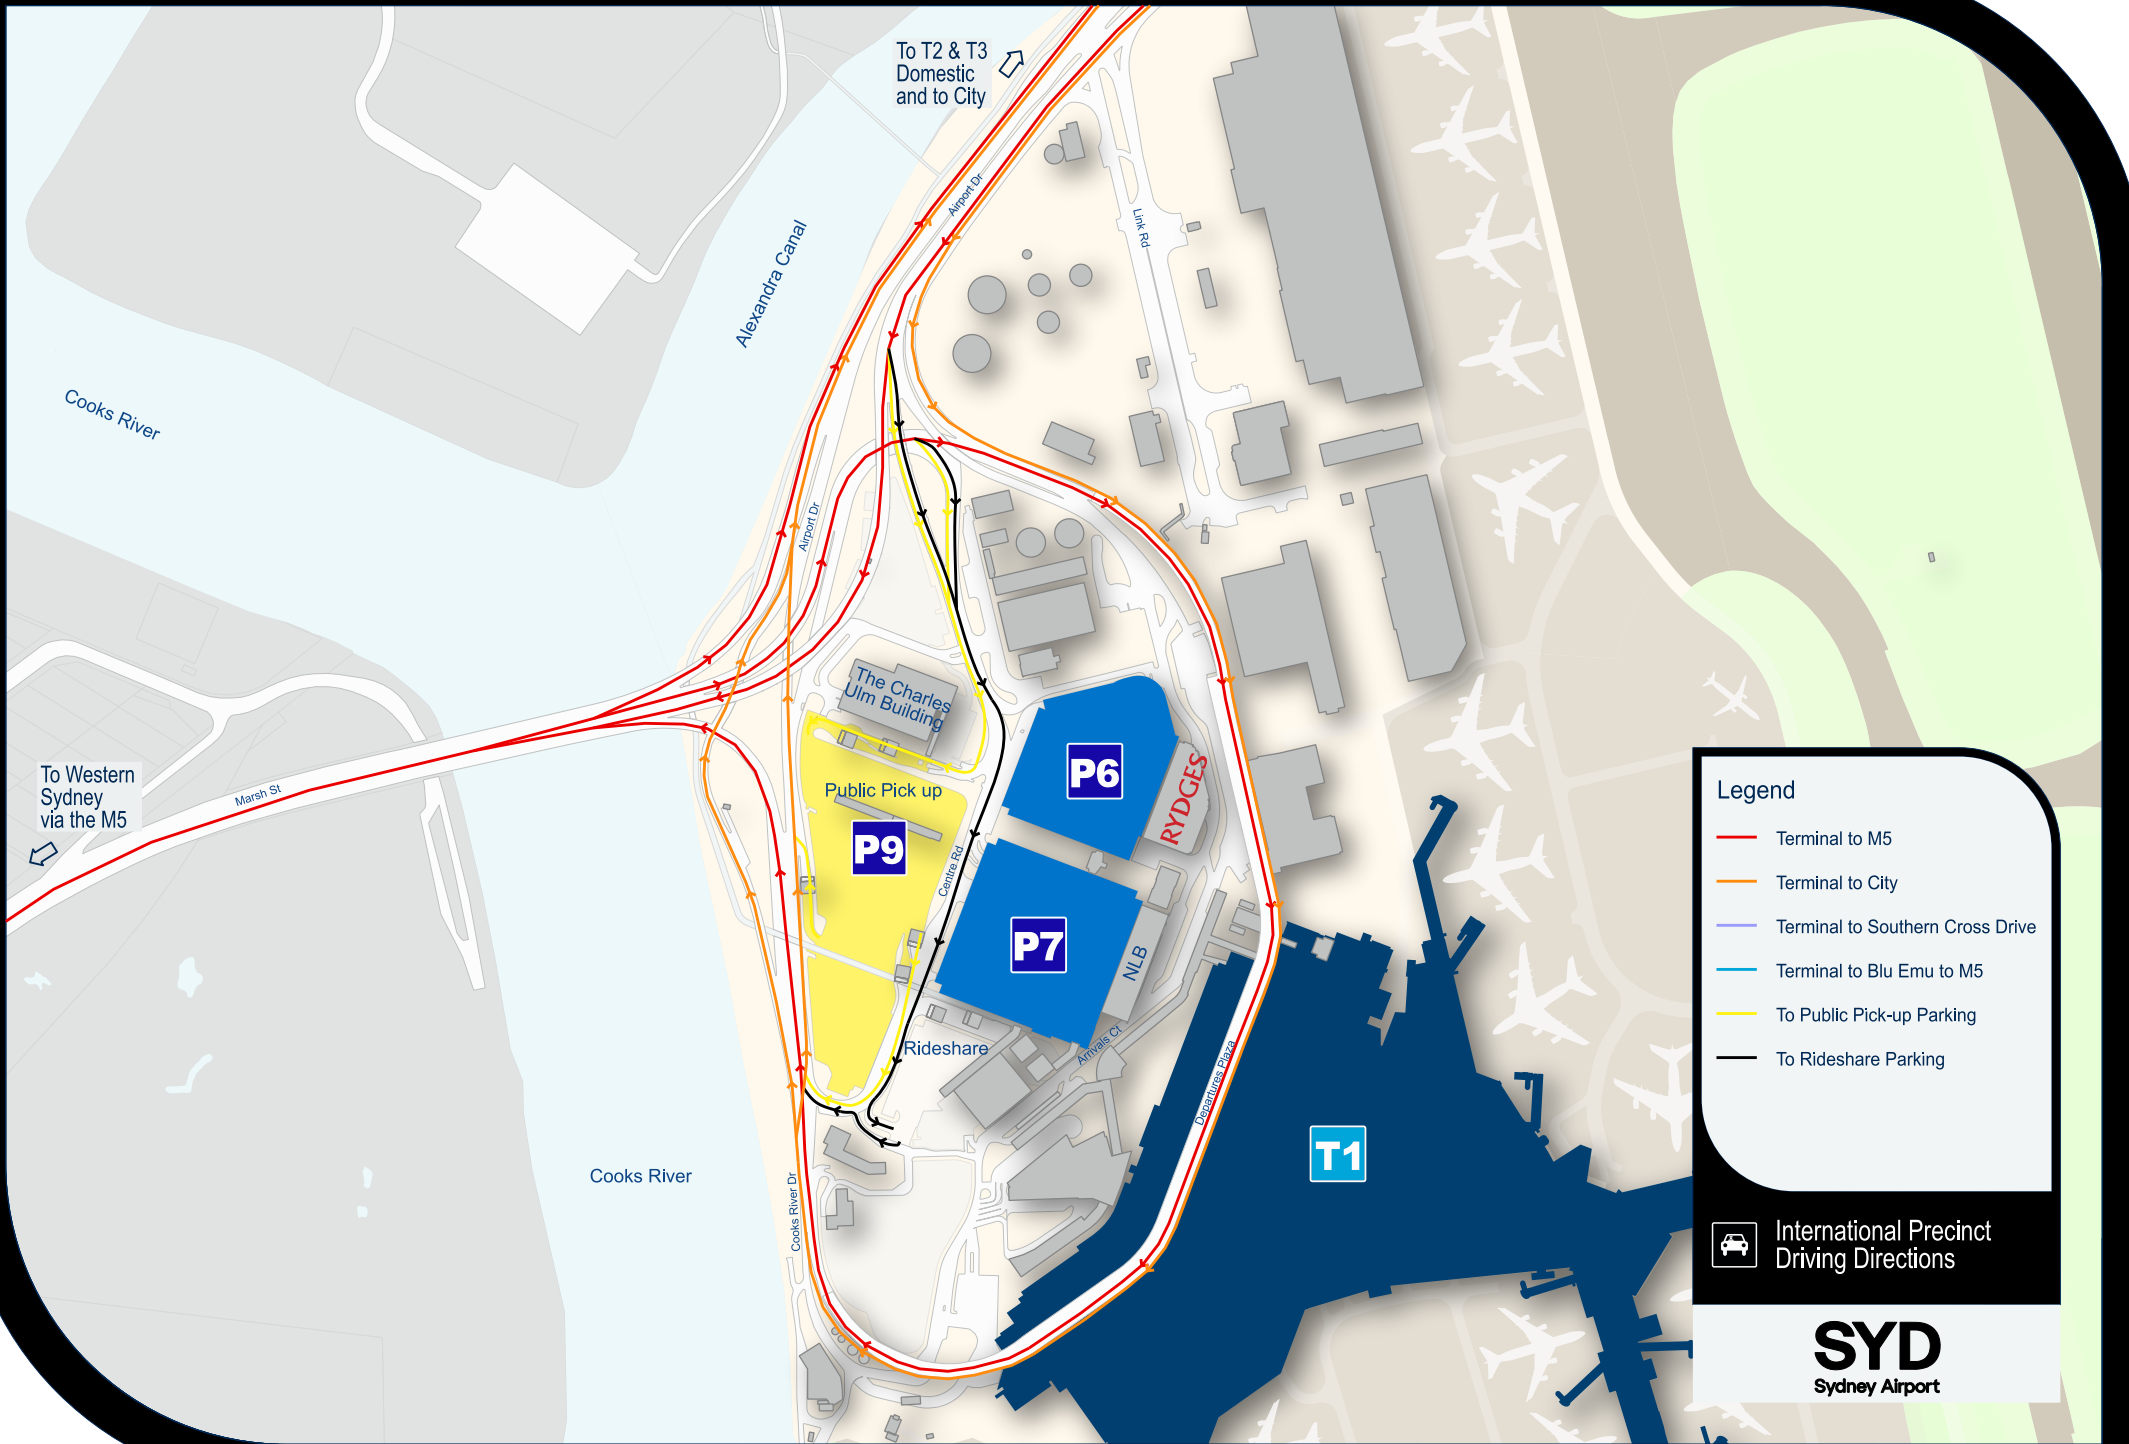 To T2 & T3
Domestic
and to City
Airport Dr
Link Rd
Alexandra Canal
Cooks River
Airport Dr
The Charles
Ulm Building
To Western
Sydney
via the M5
Marsh St
Public Pick up
P9
P6
RYDGES
Centre Rd
P7
NLB
Rideshare
Arrivals Ct
Departures Plaza
T1
Cooks River
Cooks River Dr
Legend
Terminal to M5
Terminal to City
Terminal to Southern Cross Drive
Terminal to Blu Emu to M5
To Public Pick-up Parking
To Rideshare Parking
International Precinct
Driving Directions
SYD
Sydney Airport